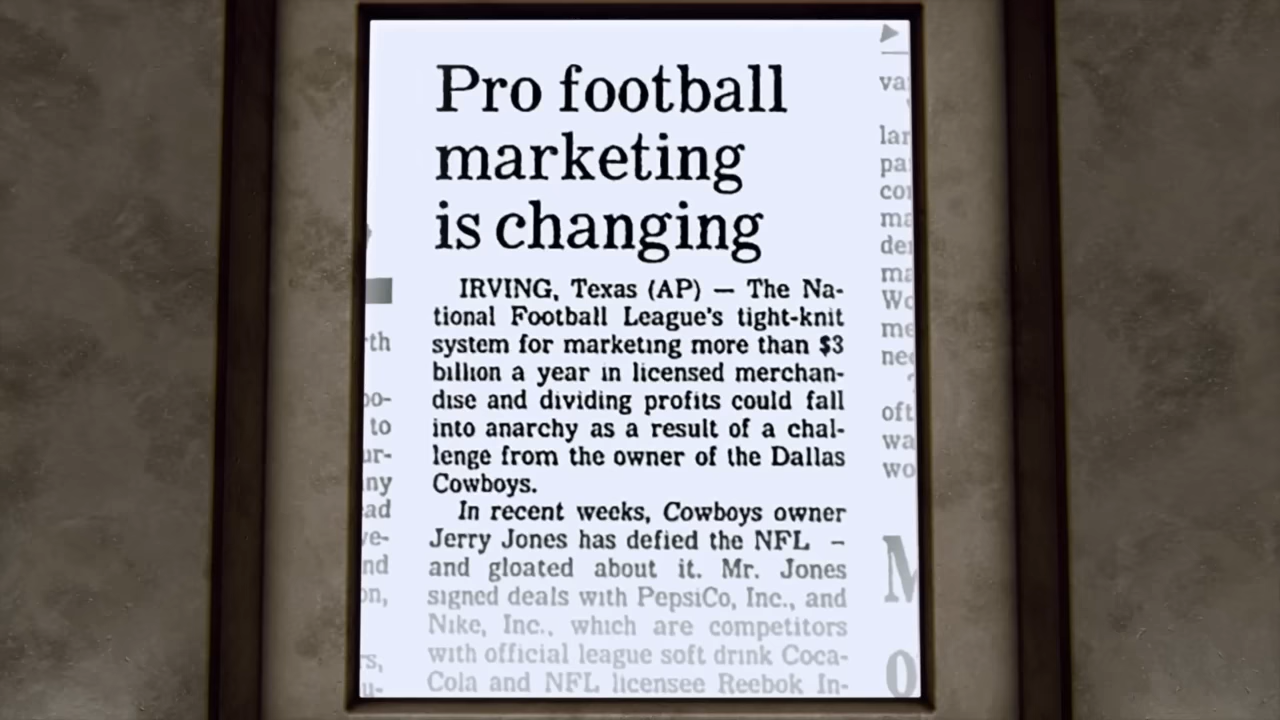 Pro football
marketing
is changing
IRVING, Texas (AP) — The Na-
tional Football League's tight-knit
system for marketing more than $3
billion a year in licensed merchan-
dise and dividing profits could fall
into anarchy as a result of a chal-
lenge from the owner of the Dallas
Cowboys.
In recent weeks, Cowboys owner
Jerry Jones has defied the NFL –
and gloated about it. Mr. Jones
signed deals with PepsiCo, Inc., and
Nike, Inc., which are competitors
with official league soft drink Coca-
Cola and NFL licensee Reebok In-